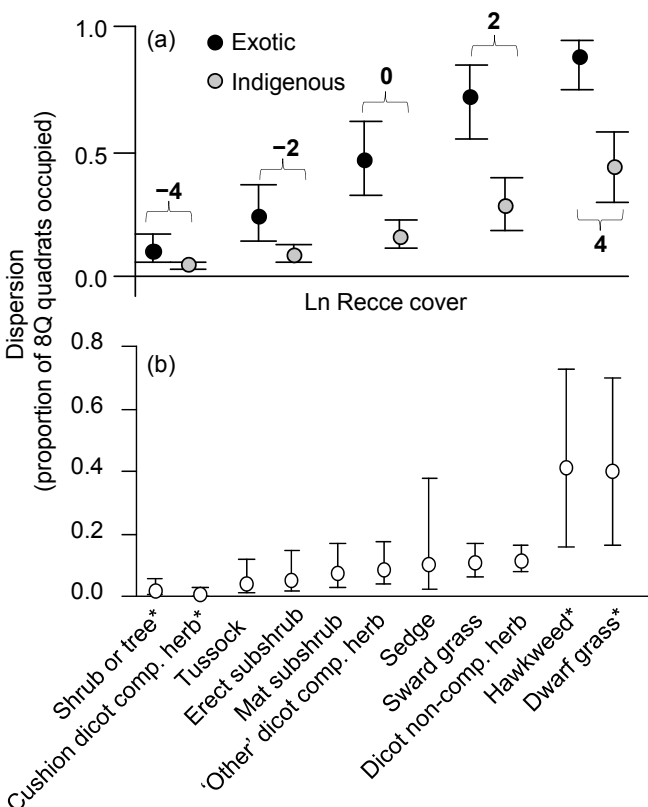 1.0
(a)
Exotic
Indigenous
2
0
−2
−4
4
0.5
0.0
Ln Recce cover
Dispersion
(proportion of 8Q quadrats occupied)
0.8
(b)
0.6
0.4
0.2
0.0
Shrub or tree*
Cushion dicot comp. herb*
Tussock
Erect subshrub
Mat subshrub
‘Other’ dicot comp. herb
Sedge
Sward grass
Dicot non-comp. herb
Hawkweed*
Dwarf grass*